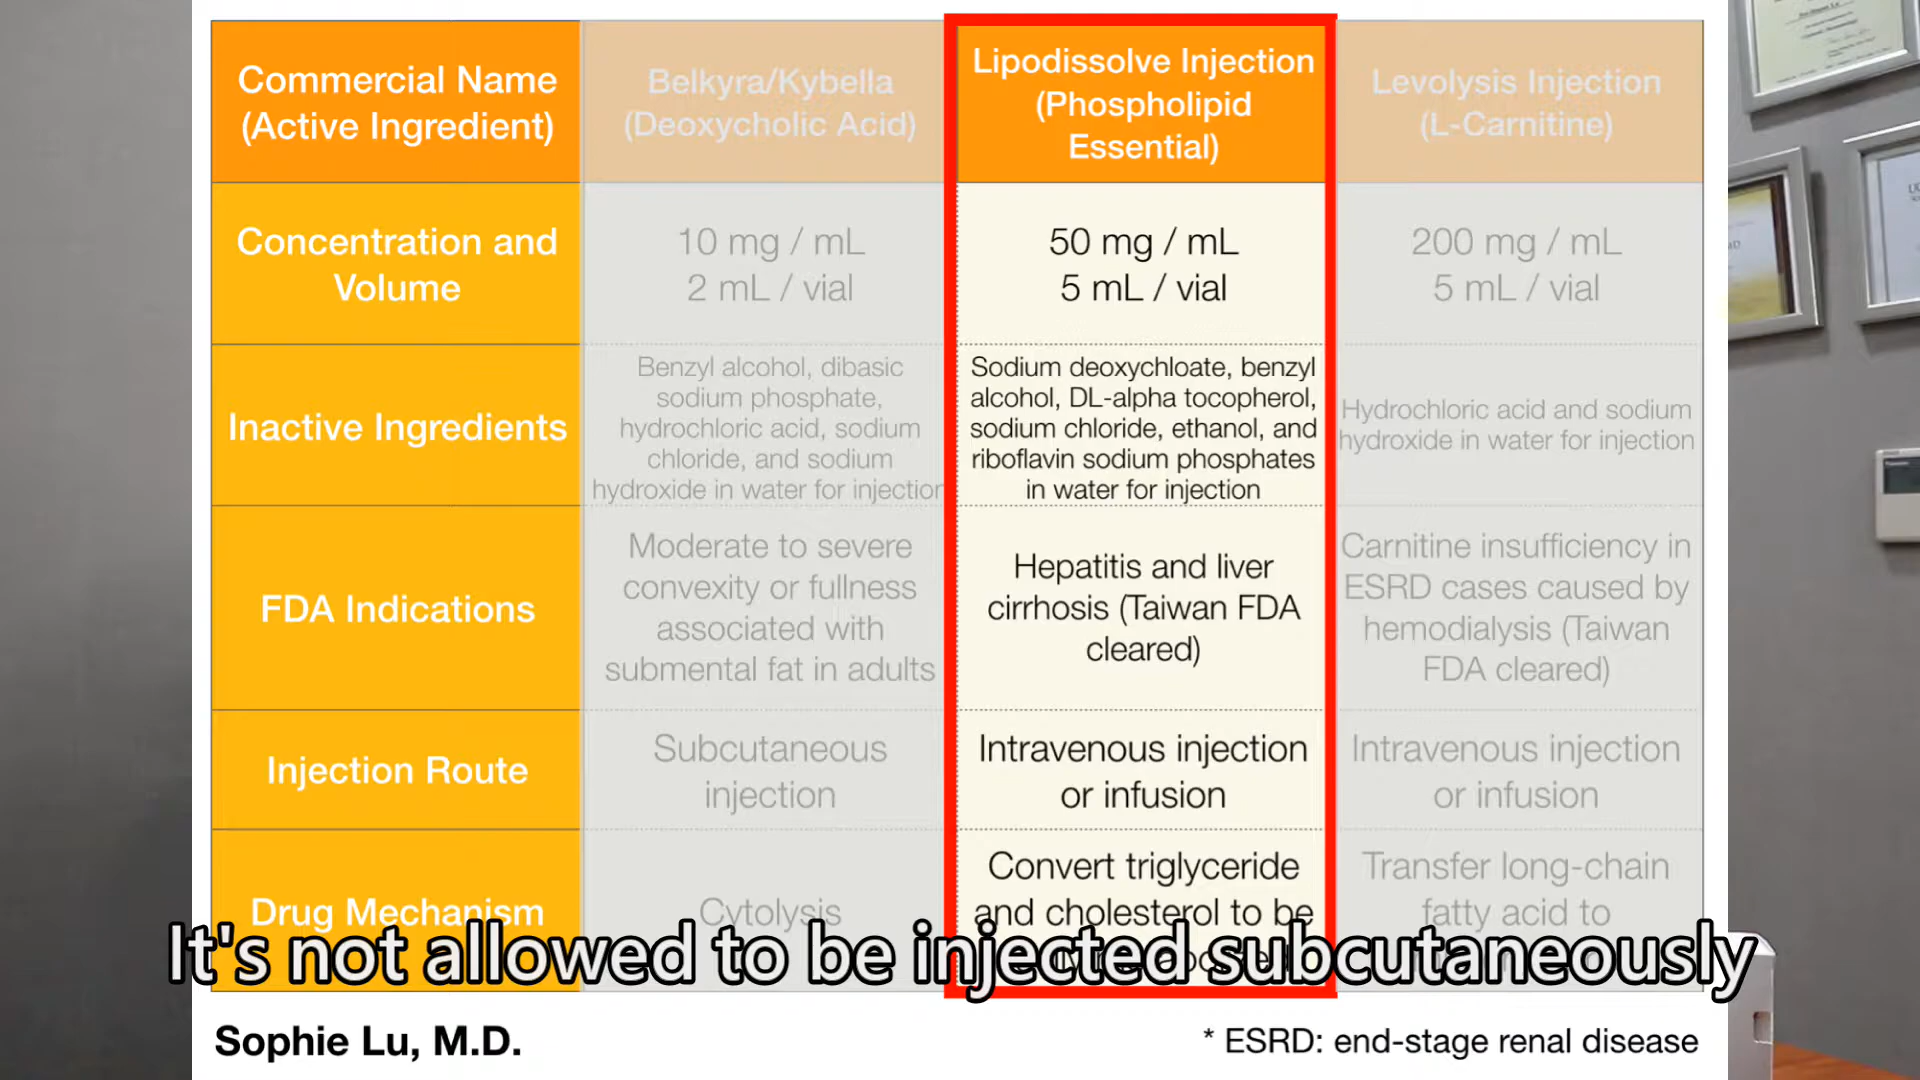 Commercial Name
(Active Ingredient)
Belkyra/Kybella
(Deoxycholic Acid)
Lipodissolve Injection
(Phospholipid
Essential)
Levolysis Injection
(L-Carnitine)
Concentration and
Volume
10 mg / mL
2 mL / vial
50 mg / mL
5 mL / vial
200 mg / mL
5 mL / vial
Inactive Ingredients
Benzyl alcohol, dibasic
sodium phosphate,
hydrochloric acid, sodium
chloride, and sodium
hydroxide in water for injection
Sodium deoxychloate, benzyl
alcohol, DL-alpha tocopherol,
sodium chloride, ethanol, and
riboflavin sodium phosphates
in water for injection
Hydrochloric acid and sodium
hydroxide in water for injection
FDA Indications
Moderate to severe
convexity or fullness
associated with
submental fat in adults
Hepatitis and liver
cirrhosis (Taiwan FDA
cleared)
Carnitine insufficiency in
ESRD cases caused by
hemodialysis (Taiwan
FDA cleared)
Injection Route
Subcutaneous
injection
Intravenous injection
or infusion
Intravenous injection
or infusion
Drug Mechanism
Cytolysis
Convert triglyceride
and cholesterol to be
Transfer long-chain
fatty acid to
It's not allowed to be injected subcutaneously
Sophie Lu, M.D.
* ESRD: end-stage renal disease